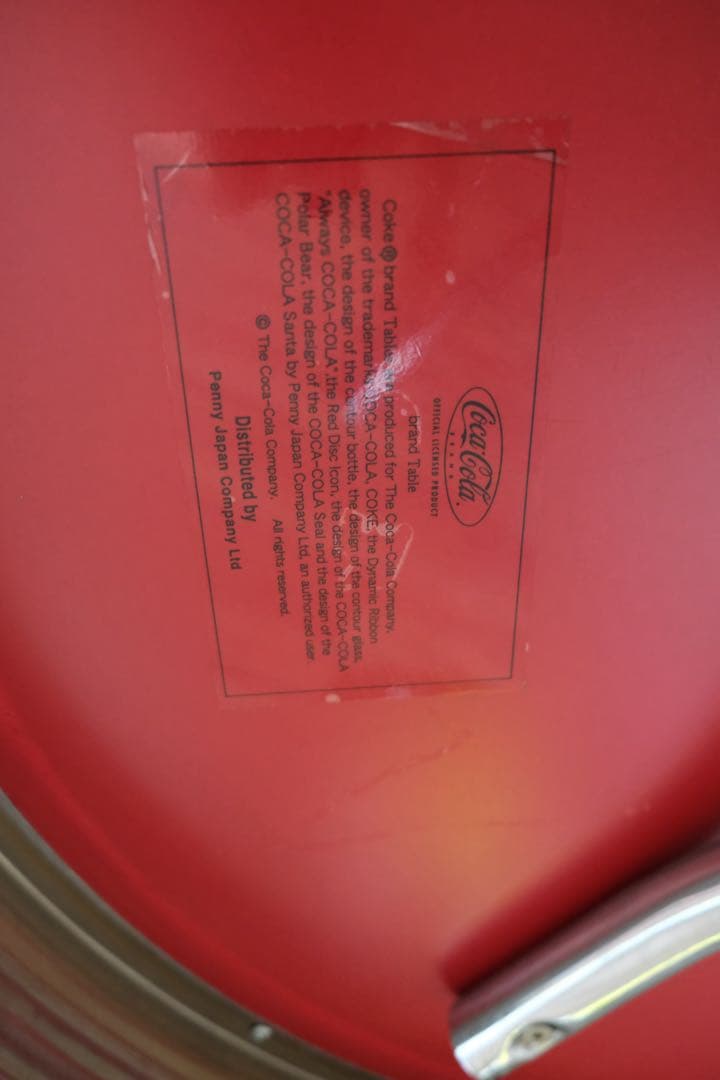 Coca-Cola
BRAND
OFFICIAL LICENSED PRODUCT
brand Table
Coke ® brand Table produced for The Coca-Cola Company,
owner of the trademark COCA-COLA, COKE, the Dynamic Ribbon
device, the design of the contour bottle, the design of the contour glass,
"Always COCA-COLA", the Red Disc Icon, the design of the COCA-COLA
Polar Bear, the design of the COCA-COLA Seal and the design of the
COCA-COLA Santa by Penny Japan Company Ltd, an authorized user.
© The Coca-Cola Company. All rights reserved.
Distributed by
Penny Japan Company Ltd